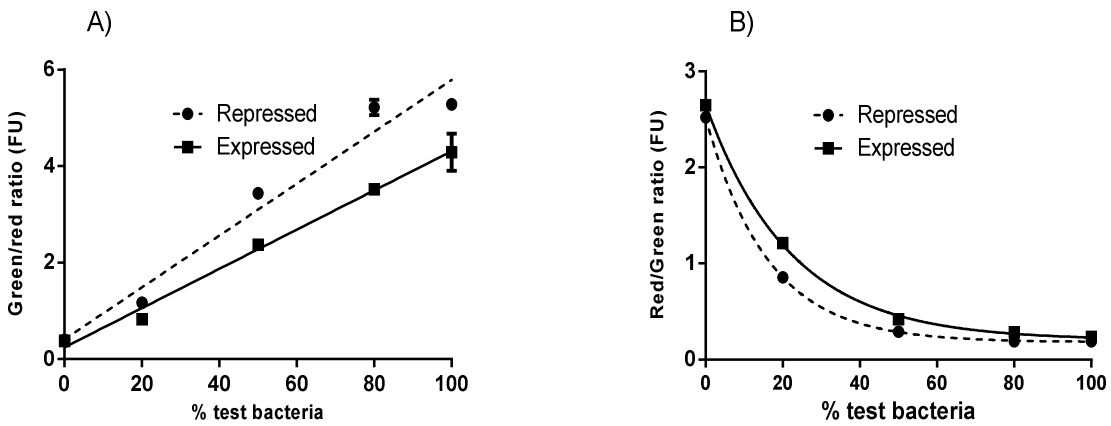 A)
Green/red ratio (FU)
6
4
2
0
Repressed
Expressed
0 20 40 60 80 100
% test bacteria
B)
Red/Green ratio (FU)
3
2
1
0
Repressed
Expressed
0 20 40 60 80 100
% test bacteria